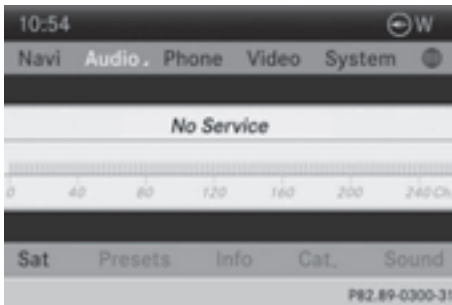 10:54 W
Navi Audio. Phone Video System
No Service
0 40 80 120 160 200 240 Ch.
Sat Presets Info Cat. Sound
P82.89-0300-31